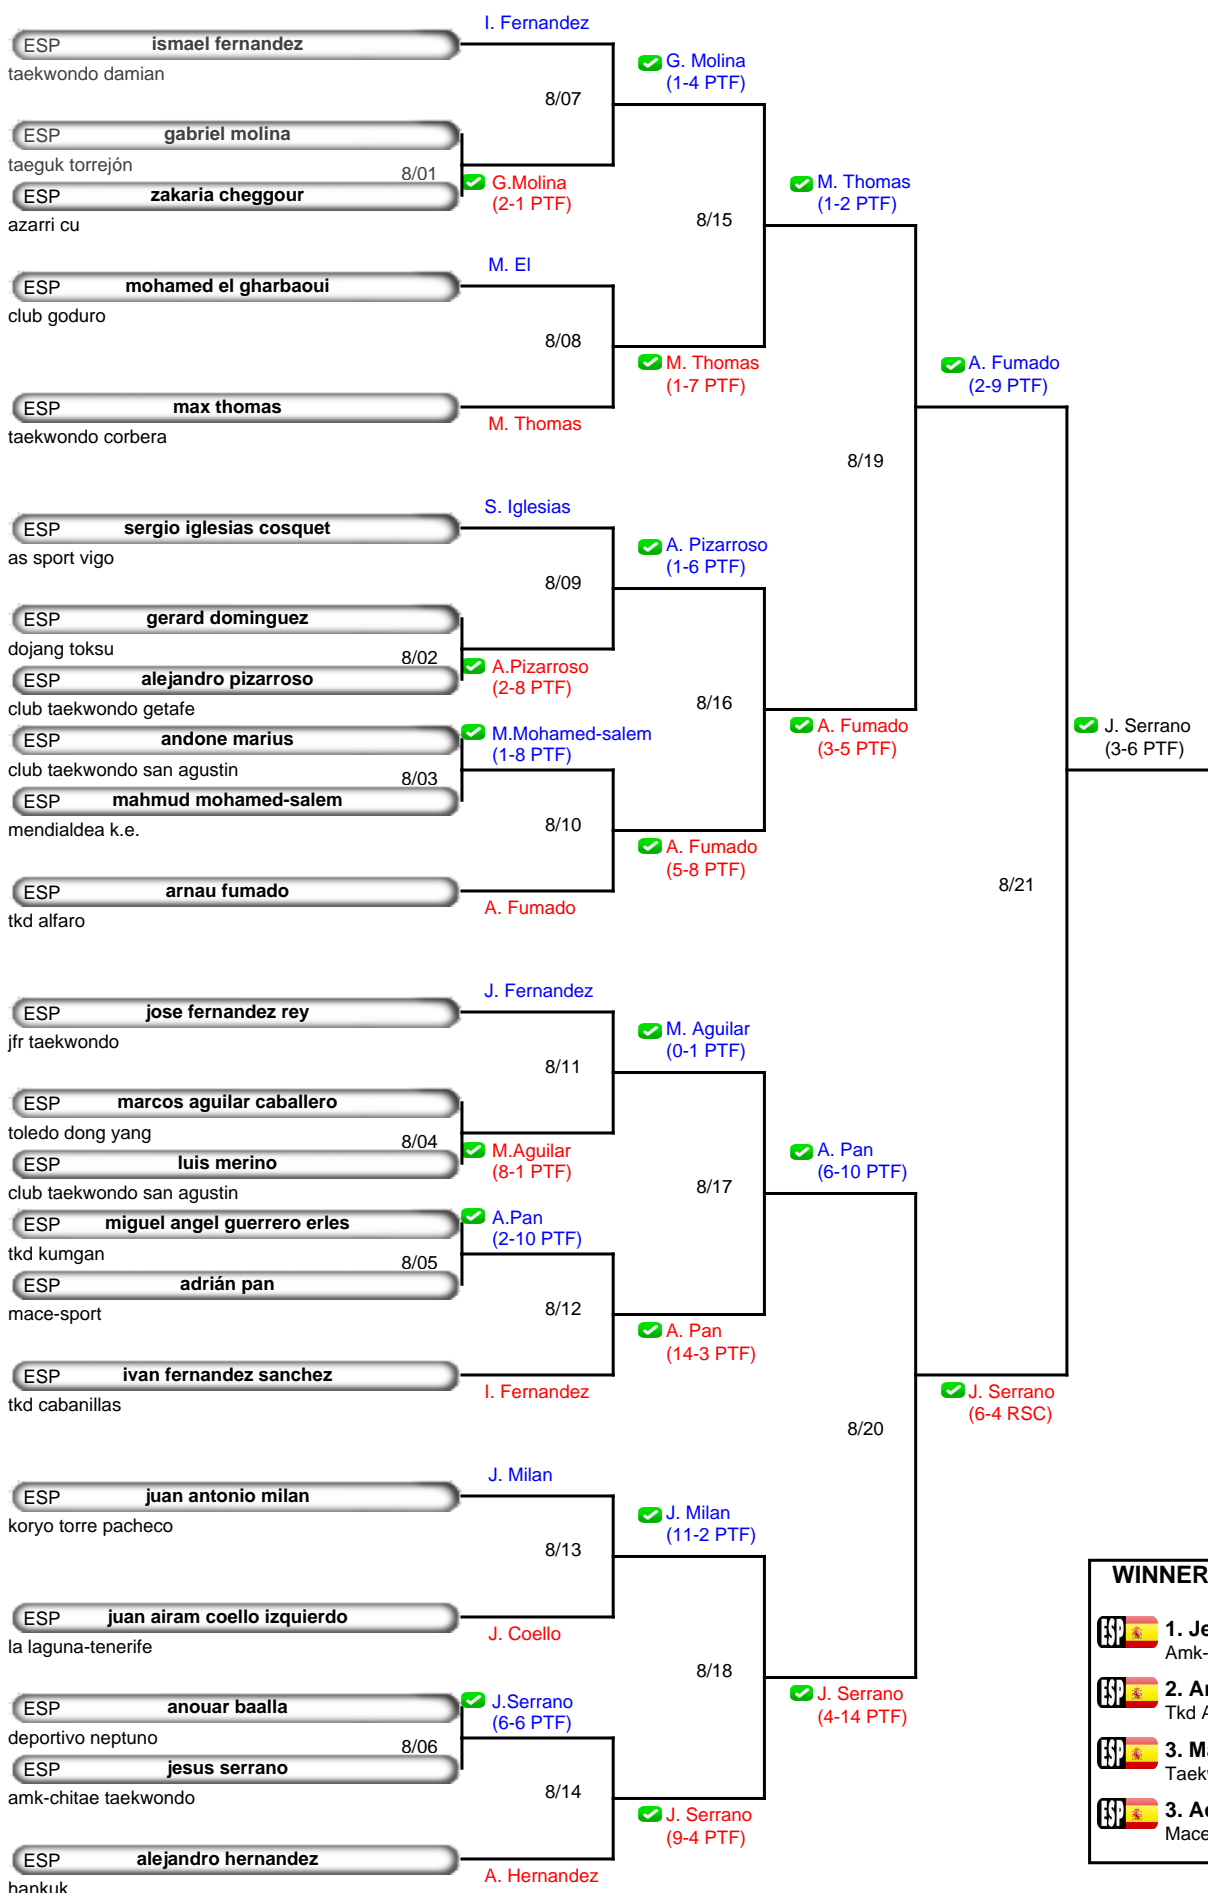 I. Fernandez
ESP ismael fernandez
taekwondo damian
G. Molina
(1-4 PTF)
8/07
ESP gabriel molina
taeguk torrejón
8/01
ESP zakaria cheggour
azarri cu
G.Molina
(2-1 PTF)
M. Thomas
(1-2 PTF)
8/15
M. El
ESP mohamed el gharbaoui
club goduro
8/08
M. Thomas
(1-7 PTF)
ESP max thomas
taekwondo corbera
M. Thomas
A. Fumado
(2-9 PTF)
8/19
S. Iglesias
ESP sergio iglesias cosquet
as sport vigo
A. Pizarroso
(1-6 PTF)
8/09
ESP gerard dominguez
dojang toksu
8/02
ESP alejandro pizarroso
club taekwondo getafe
A.Pizarroso
(2-8 PTF)
8/16
ESP andone marius
club taekwondo san agustin
M.Mohamed-salem
(1-8 PTF)
8/03
ESP mahmud mohamed-salem
mendialdea k.e.
A. Fumado
(3-5 PTF)
J. Serrano
(3-6 PTF)
8/10
A. Fumado
(5-8 PTF)
ESP arnau fumado
tkd alfaro
A. Fumado
8/21
J. Fernandez
ESP jose fernandez rey
jfr taekwondo
M. Aguilar
(0-1 PTF)
8/11
ESP marcos aguilar caballero
toledo dong yang
8/04
ESP luis merino
club taekwondo san agustin
M.Aguilar
(8-1 PTF)
A. Pan
(6-10 PTF)
8/17
ESP miguel angel guerrero erles
tkd kumgan
A.Pan
(2-10 PTF)
8/05
ESP adrián pan
mace-sport
8/12
A. Pan
(14-3 PTF)
ESP ivan fernandez sanchez
tkd cabanillas
I. Fernandez
J. Serrano
(6-4 RSC)
8/20
J. Milan
ESP juan antonio milan
koryo torre pacheco
J. Milan
(11-2 PTF)
8/13
ESP juan airam coello izquierdo
la laguna-tenerife
J. Coello
8/18
ESP anouar baalla
deportivo neptuno
J.Serrano
(6-6 PTF)
8/06
ESP jesus serrano
amk-chitae taekwondo
J. Serrano
(4-14 PTF)
8/14
J. Serrano
(9-4 PTF)
ESP alejandro hernandez
hankuk
A. Hernandez
WINNER
ESP 1. Je
Amk-
ESP 2. Ar
Tkd A
ESP 3. Ma
Taekw
ESP 3. Ad
Mace